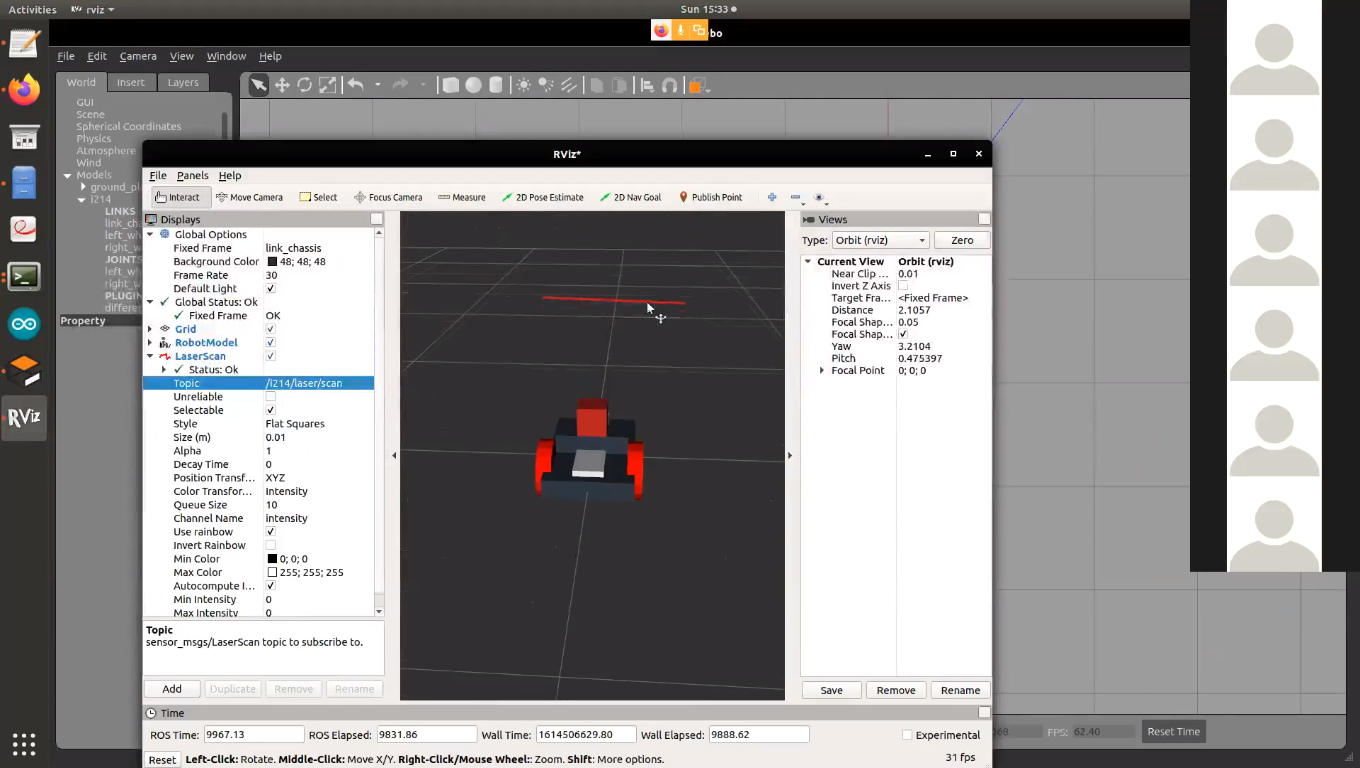 Activities
rviz
Sun 15:33
bo
File Edit Camera View Window Help
World Insert Layers
GUI
Scene
Spherical Coordinates
Physics
Atmosphere
Wind
Models
i214
LINKS
JOINTS
PLUGIN
Property
RViz*
File Panels Help
Interact Move Camera Select Focus Camera Measure 2D Pose Estimate 2D Nav Goal Publish Point
Displays
Global Options
Fixed Frame link_chassis
Background Color 48; 48; 48
Frame Rate 30
Default Light
Global Status: Ok
Fixed Frame OK
Grid
RobotModel
LaserScan
Status: Ok
Topic /i214/laser/scan
Unreliable
Selectable
Style Flat Squares
Size (m) 0.01
Alpha 1
Decay Time 0
Position Transf... XYZ
Color Transfor... Intensity
Queue Size 10
Channel Name intensity
Use rainbow
Invert Rainbow
Min Color 0; 0; 0
Max Color 255; 255; 255
Autocompute I...
Min Intensity 0
Max Intensity 0
Topic
sensor_msgs/LaserScan topic to subscribe to.
Add Duplicate Remove Rename
Views
Type: Orbit (rviz) Zero
Current View Orbit (rviz)
Near Clip ... 0.01
Invert Z Axis
Target Fra... <Fixed Frame>
Distance 2.1057
Focal Shap... 0.05
Focal Shap...
Yaw 3.2104
Pitch 0.475397
Focal Point 0; 0; 0
Save Remove Rename
Time
ROS Time: 9967.13 ROS Elapsed: 9831.86 Wall Time: 1614506629.80 Wall Elapsed: 9888.62 Experimental
Reset Left-Click: Rotate. Middle-Click: Move X/Y. Right-Click/Mouse Wheel:: Zoom. Shift: More options. 31 fps
FPS: 62.40 Reset Time
RViz